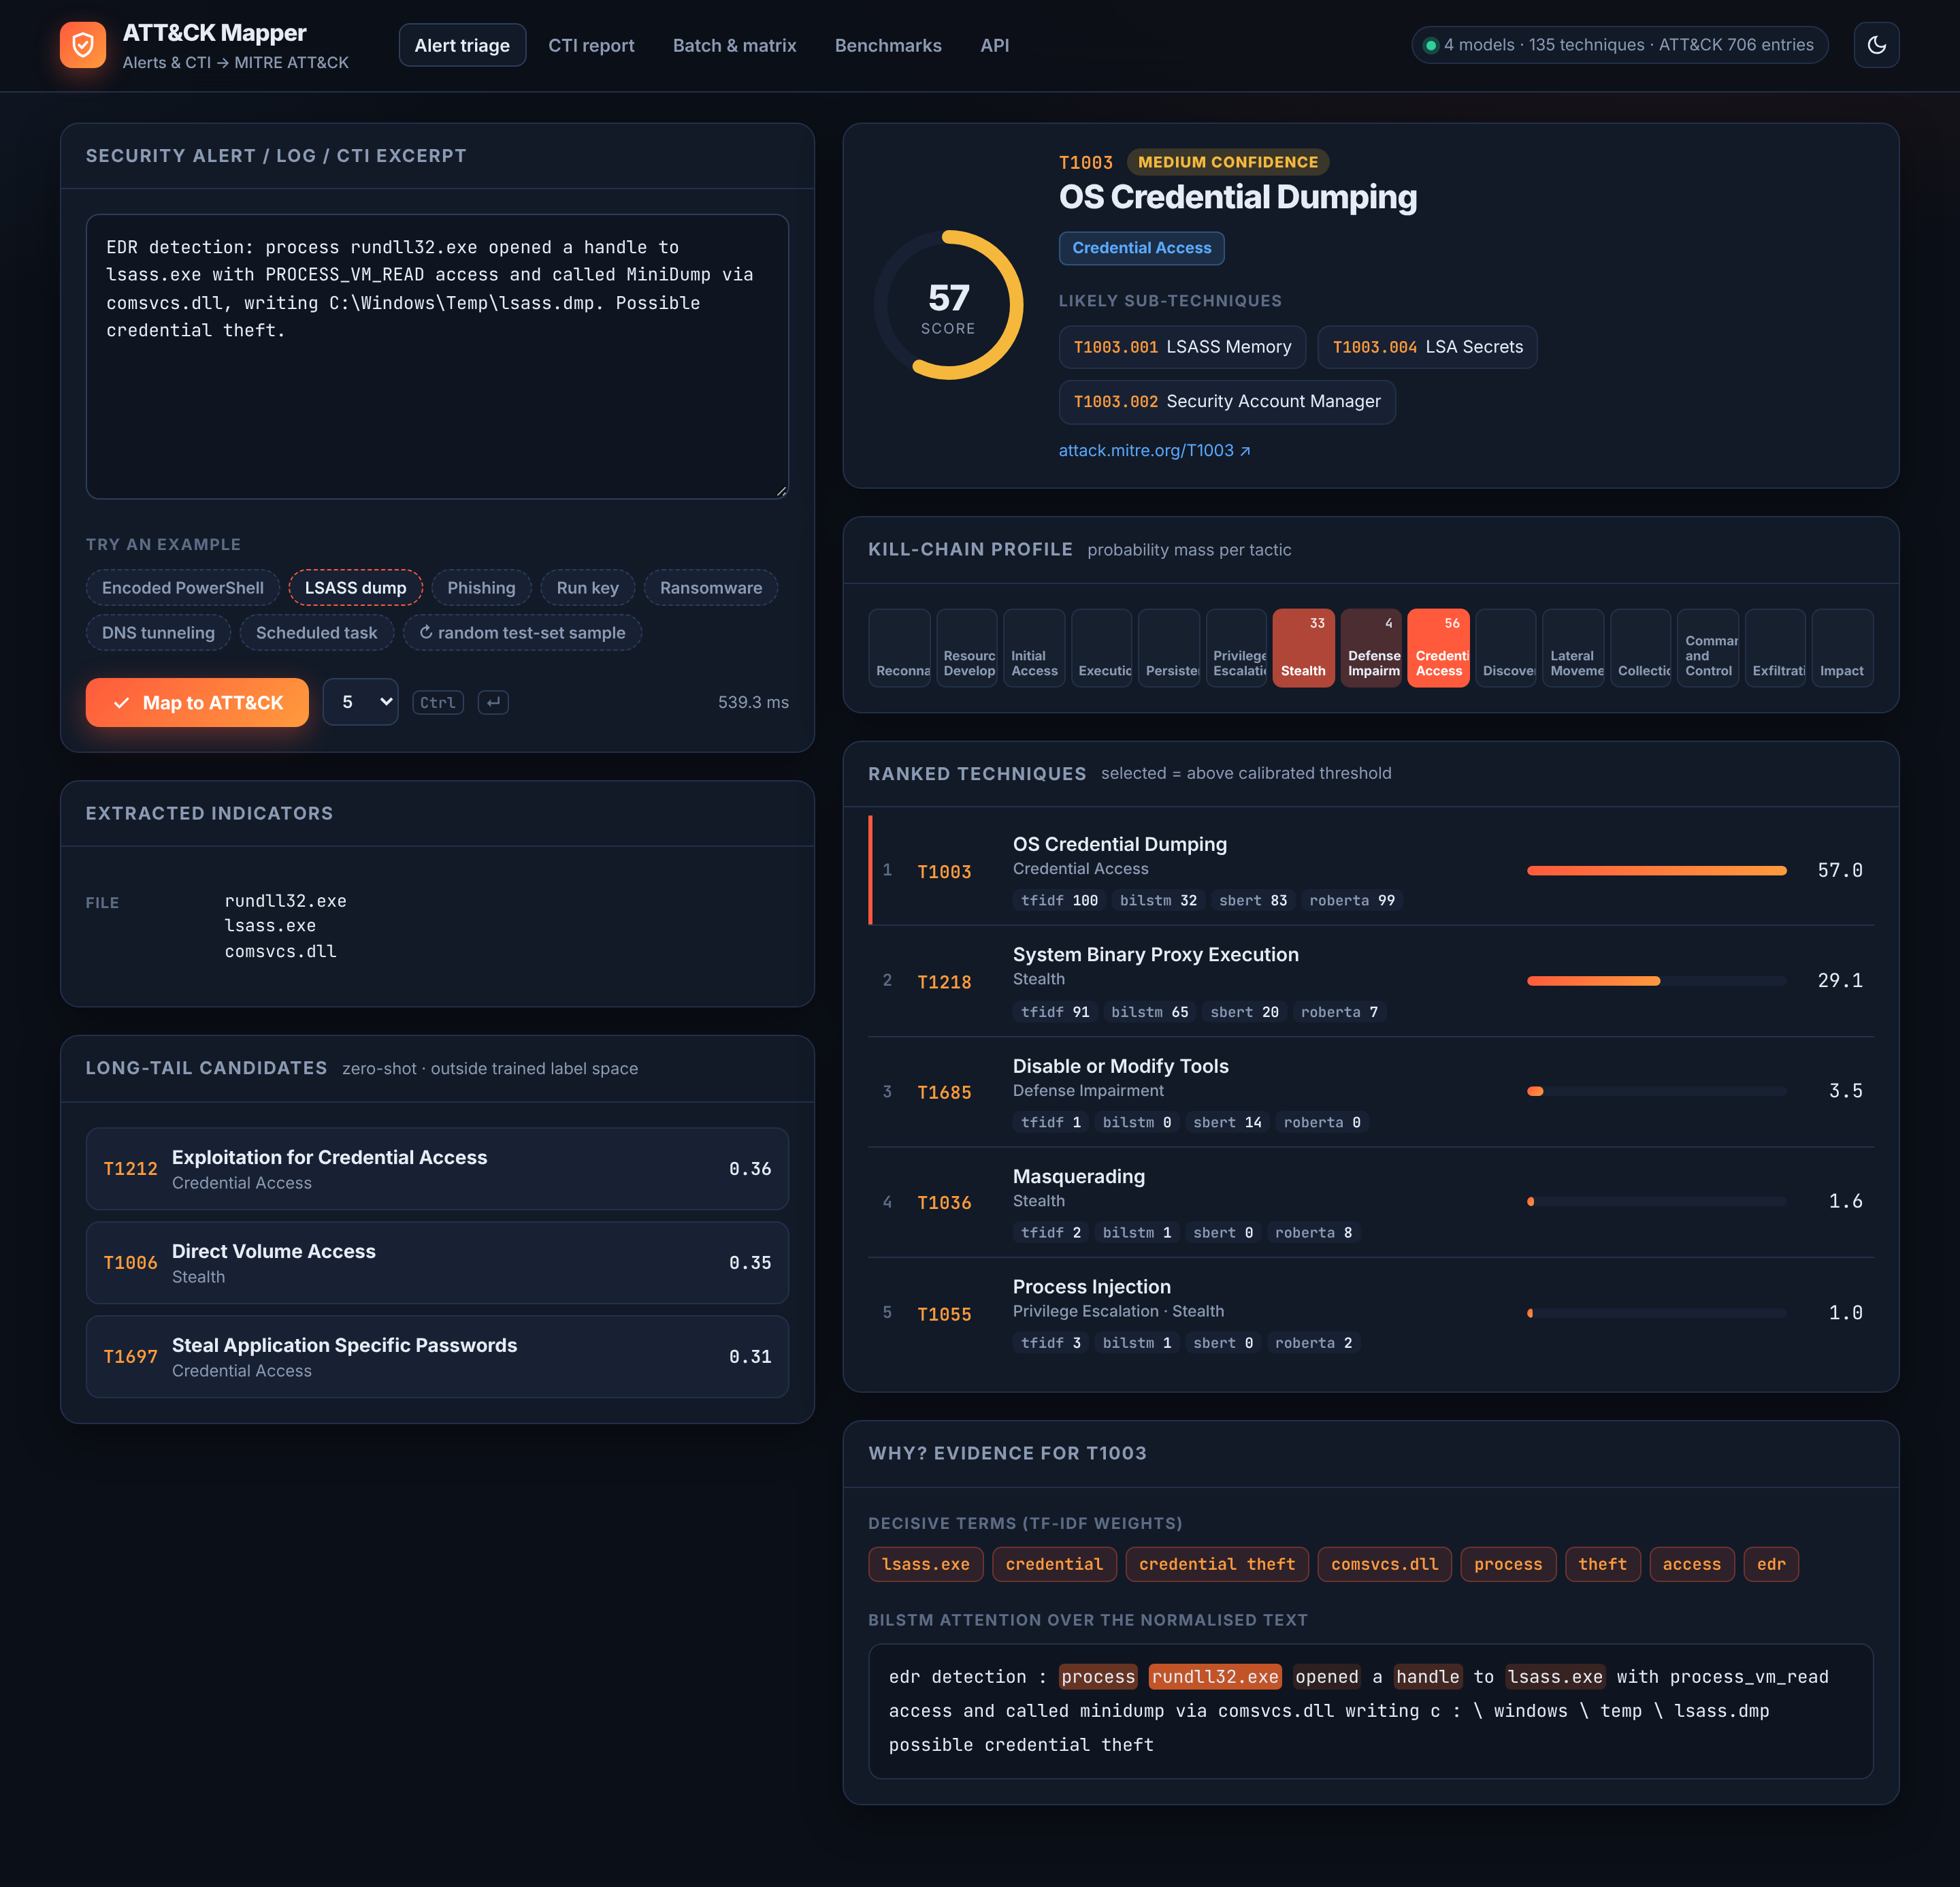 ATT&CK Mapper
Alerts & CTI → MITRE ATT&CK
Alert triage
CTI report
Batch & matrix
Benchmarks
API
4 models · 135 techniques · ATT&CK 706 entries
SECURITY ALERT / LOG / CTI EXCERPT
EDR detection: process rundll32.exe opened a handle to
lsass.exe with PROCESS_VM_READ access and called MiniDump via
comsvcs.dll, writing C:\Windows\Temp\lsass.dmp. Possible
credential theft.
TRY AN EXAMPLE
Encoded PowerShell
LSASS dump
Phishing
Run key
Ransomware
DNS tunneling
Scheduled task
↻ random test-set sample
✓ Map to ATT&CK
5
Ctrl
↵
539.3 ms
EXTRACTED INDICATORS
FILE
rundll32.exe
lsass.exe
comsvcs.dll
LONG-TAIL CANDIDATES zero-shot · outside trained label space
T1212 Exploitation for Credential Access 0.36
Credential Access
T1006 Direct Volume Access 0.35
Stealth
T1697 Steal Application Specific Passwords 0.31
Credential Access
T1003 MEDIUM CONFIDENCE
OS Credential Dumping
Credential Access
57
SCORE
LIKELY SUB-TECHNIQUES
T1003.001 LSASS Memory
T1003.004 LSA Secrets
T1003.002 Security Account Manager
attack.mitre.org/T1003 ↗
KILL-CHAIN PROFILE probability mass per tactic
Reconna
Resourc
Develop
Initial
Access
Executic
Persiste
Privilege
Escalati
33
Stealth
4
Defense
Impairm
56
Credenti
Access
Discove
Lateral
Moveme
Collectic
Comman
and
Control
Exfiltrati
Impact
RANKED TECHNIQUES selected = above calibrated threshold
1 T1003 OS Credential Dumping 57.0
Credential Access
tfidf 100 bilstm 32 sbert 83 roberta 99
2 T1218 System Binary Proxy Execution 29.1
Stealth
tfidf 91 bilstm 65 sbert 20 roberta 7
3 T1685 Disable or Modify Tools 3.5
Defense Impairment
tfidf 1 bilstm 0 sbert 14 roberta 0
4 T1036 Masquerading 1.6
Stealth
tfidf 2 bilstm 1 sbert 0 roberta 8
5 T1055 Process Injection 1.0
Privilege Escalation · Stealth
tfidf 3 bilstm 1 sbert 0 roberta 2
WHY? EVIDENCE FOR T1003
DECISIVE TERMS (TF-IDF WEIGHTS)
lsass.exe credential credential theft comsvcs.dll process theft access edr
BILSTM ATTENTION OVER THE NORMALISED TEXT
edr detection : process rundll32.exe opened a handle to lsass.exe with process_vm_read
access and called minidump via comsvcs.dll writing c : \ windows \ temp \ lsass.dmp
possible credential theft